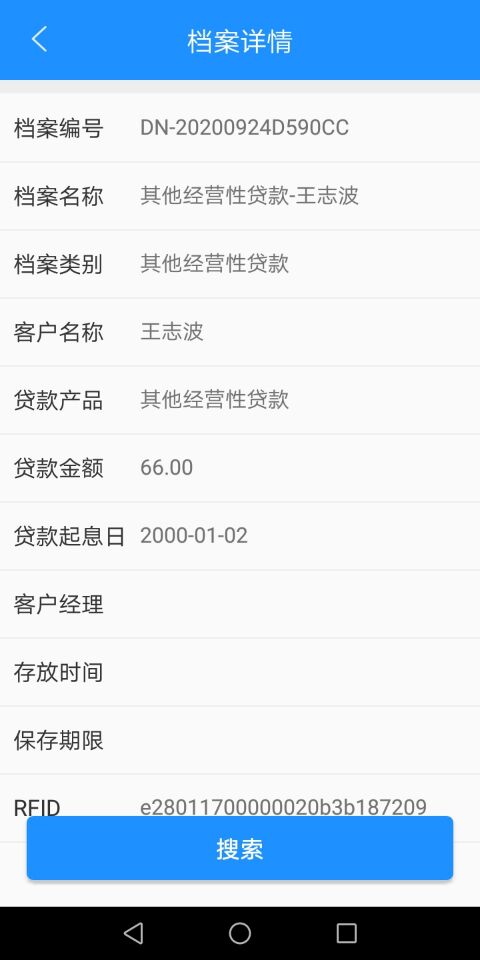 档案详情
档案编号 DN-20200924D590CC
档案名称 其他经营性贷款-王志波
档案类别 其他经营性贷款
客户名称 王志波
贷款产品 其他经营性贷款
贷款金额 66.00
贷款起息日 2000-01-02
客户经理
存放时间
保存期限
RFID e28011700000020b3b187209
搜索